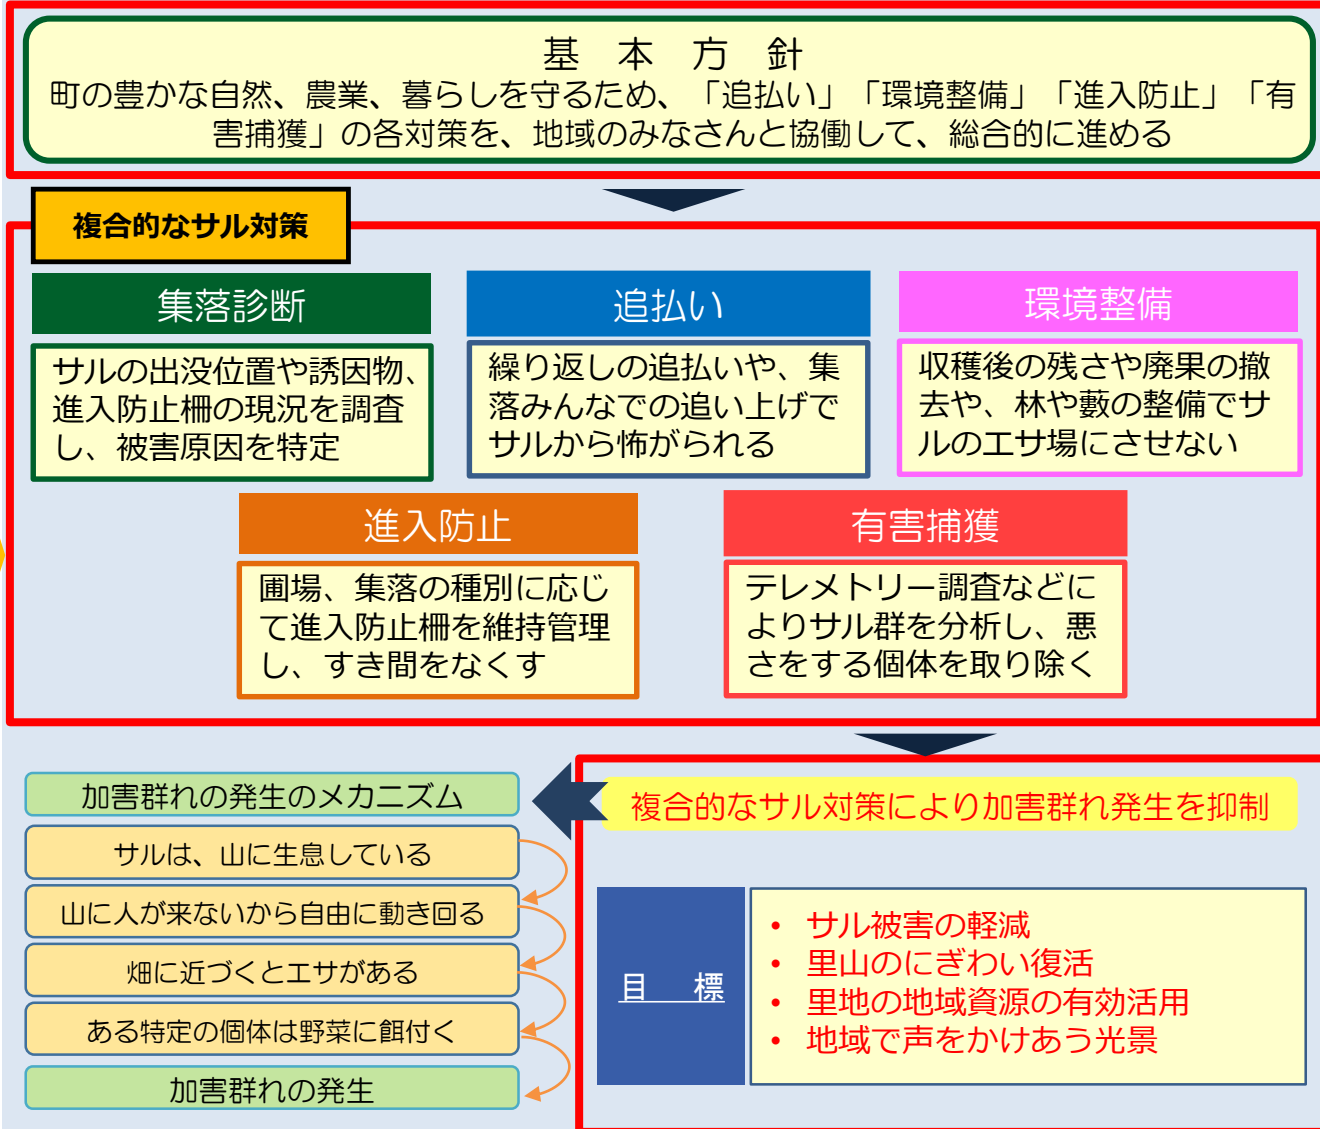 基本方針
町の豊かな自然、農業、暮らしを守るため、「追払い」「環境整備」「進入防止」「有
害捕獲」の各対策を、地域のみなさんと協働して、総合的に進める
複合的なサル対策
集落診断
サルの出没位置や誘因物、
進入防止柵の現況を調査
し、被害原因を特定
追払い
繰り返しの追払いや、集
落みんなでの追い上げで
サルから怖がられる
環境整備
収穫後の残さや廃果の撤
去や、林や藪の整備でサ
ルのエサ場にさせない
進入防止
圃場、集落の種別に応じ
て進入防止柵を維持管理
し、すき間をなくす
有害捕獲
テレメトリー調査などに
よりサル群を分析し、悪
さをする個体を取り除く
加害群れの発生のメカニズム
サルは、山に生息している
山に人が来ないから自由に動き回る
畑に近づくとエサがある
ある特定の個体は野菜に餌付く
加害群れの発生
複合的なサル対策により加害群れ発生を抑制
目標
• サル被害の軽減
• 里山のにぎわい復活
• 里地の地域資源の有効活用
• 地域で声をかけあう光景